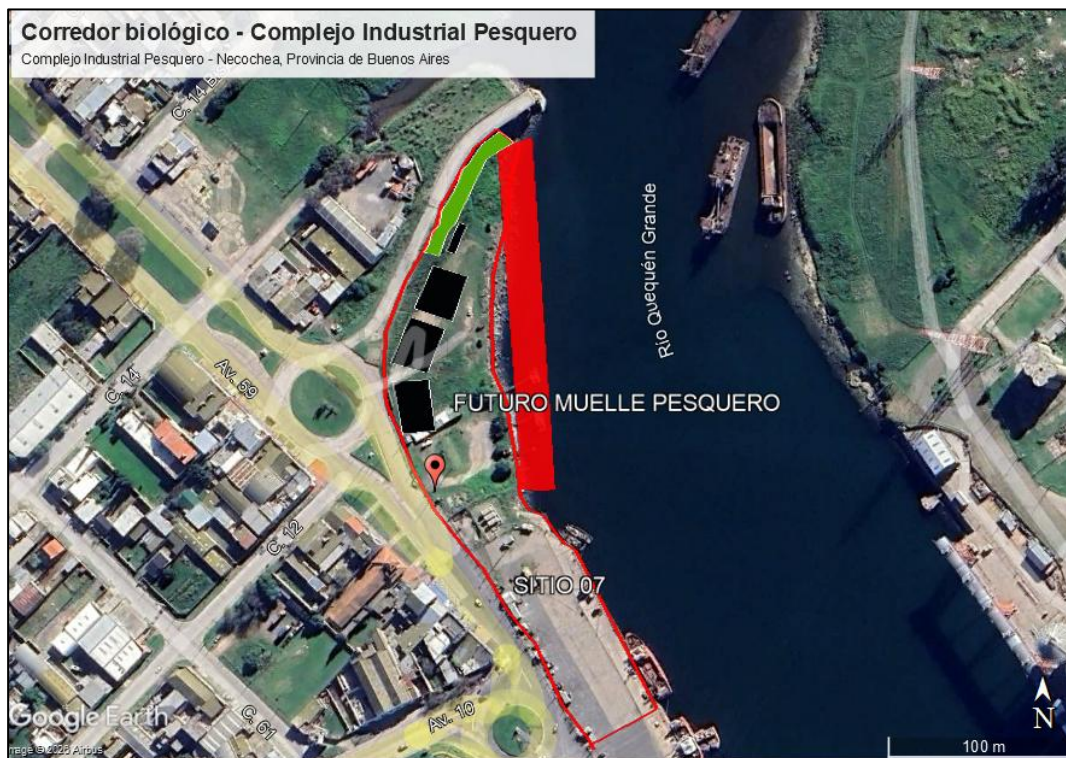 Corredor biológico - Complejo Industrial Pesquero
Complejo Industrial Pesquero - Necochea, Provincia de Buenos Aires
C. 14 B
Río Quequén Grande
Av. 59
C. 14
FUTURO MUELLE PESQUERO
C. 12
SITIO 07
Google Earth
C. 61
Av. 10
N
100 m